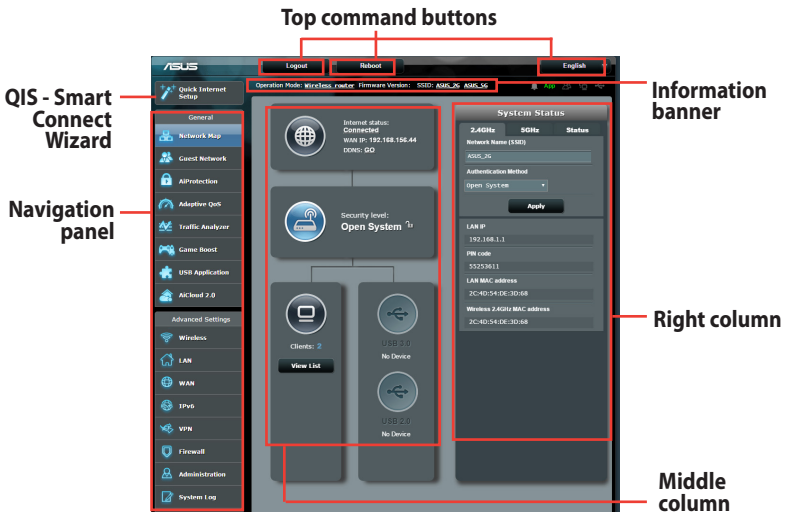 Top command buttons
ASUS
Logout
Reboot
English
Quick Internet
Setup
Operation Mode: Wireless router Firmware Version: SSID: ASUS_2G ASUS_5G
App
Information
banner
QIS - Smart
Connect
Wizard
General
Network Map
Guest Network
AiProtection
Adaptive QoS
Traffic Analyzer
Game Boost
USB Application
AiCloud 2.0
Navigation
panel
Advanced Settings
Wireless
LAN
WAN
IPv6
VPN
Firewall
Administration
System Log
Internet status:
Connected
WAN IP: 192.168.156.44
DDNS: GO
Security level:
Open System
Clients: 2
View List
USB 3.0
No Device
USB 2.0
No Device
System Status
2.4GHz 5GHz Status
Network Name (SSID)
ASUS_2G
Authentication Method
Open System
Apply
LAN IP
192.168.1.1
PIN code
55253611
LAN MAC address
2C:4D:54:DE:3D:68
Wireless 2.4GHz MAC address
2C:4D:54:DE:3D:68
Right column
Middle
column